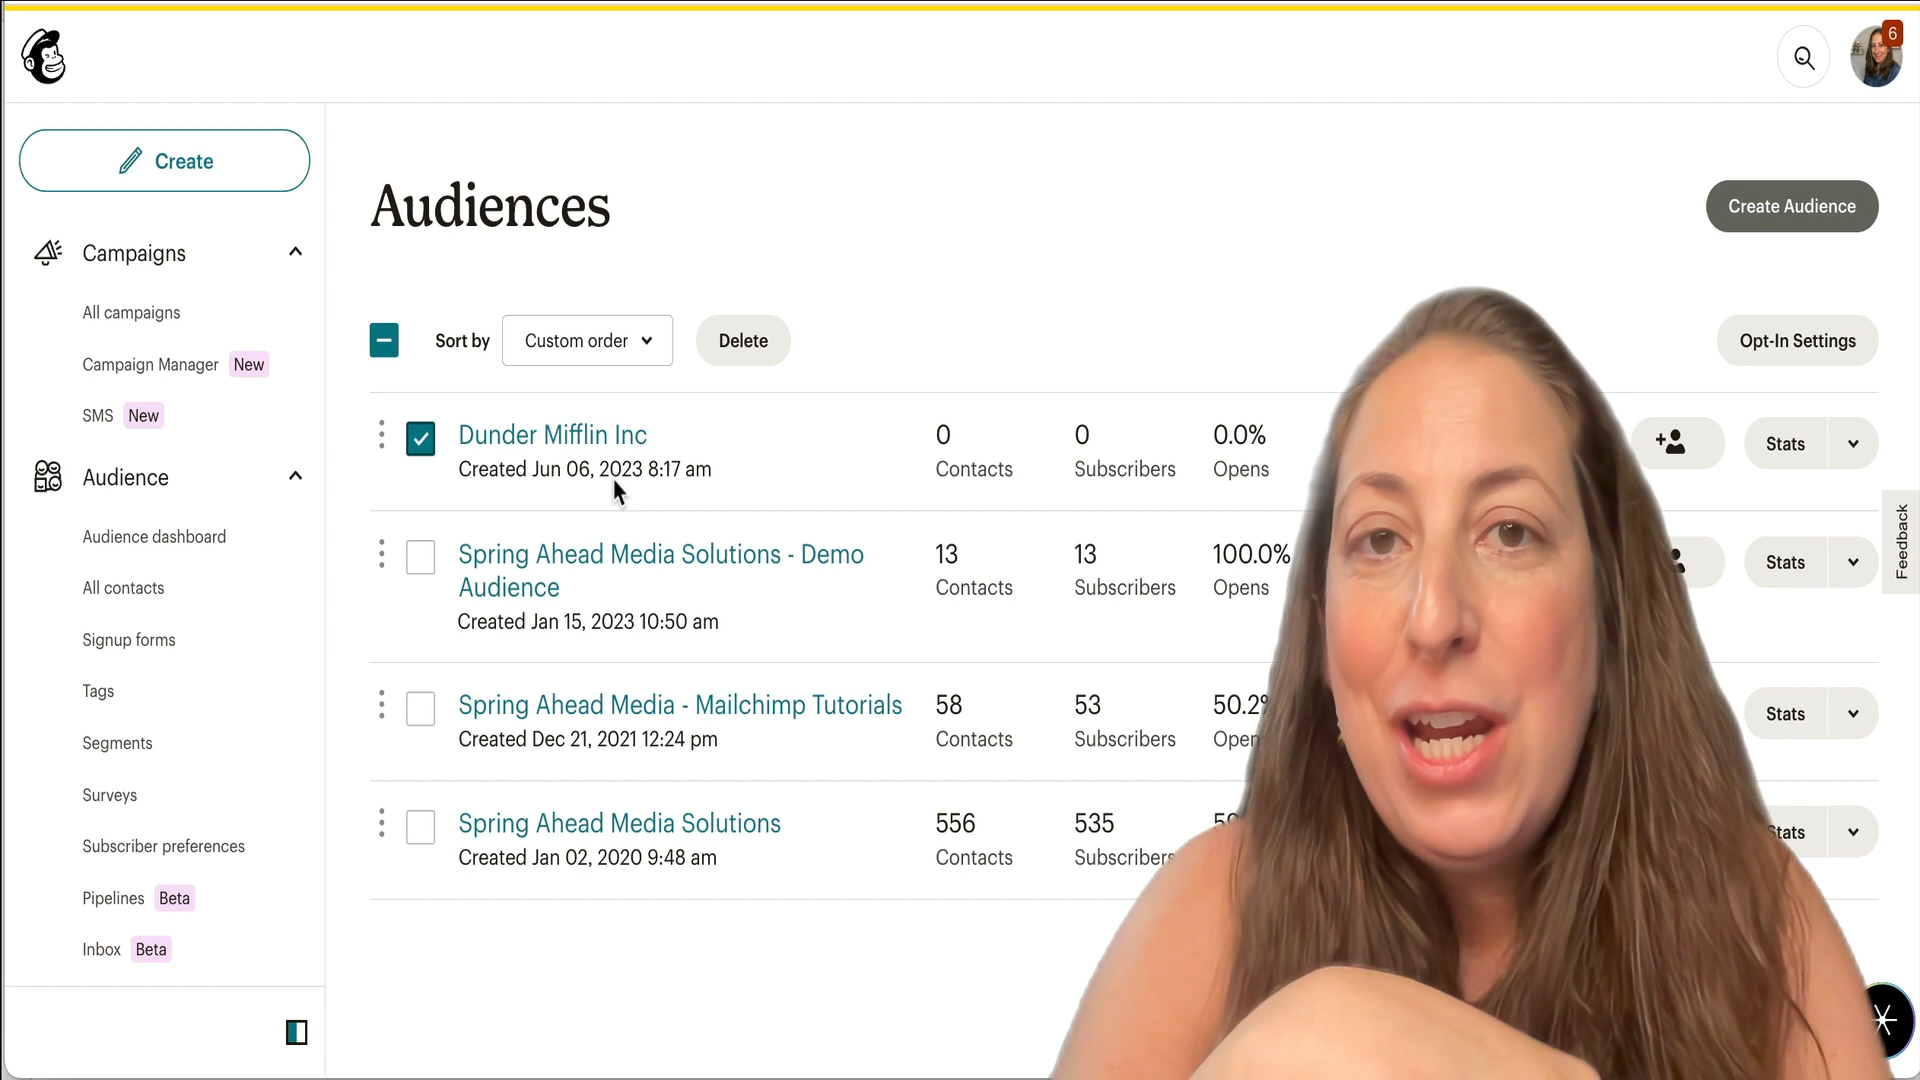 6
Create
Audiences
Create Audience
Campaigns
All campaigns
Campaign Manager New
SMS New
Audience
Audience dashboard
All contacts
Signup forms
Tags
Segments
Surveys
Subscriber preferences
Pipelines Beta
Inbox Beta
Sort by Custom order Delete Opt-In Settings
Dunder Mifflin Inc 0 0 0.0% Stats
Created Jun 06, 2023 8:17 am Contacts Subscribers Opens
Spring Ahead Media Solutions - Demo 13 13 100.0% Stats
Audience Contacts Subscribers Opens
Created Jan 15, 2023 10:50 am
Spring Ahead Media - Mailchimp Tutorials 58 53 50.2% Stats
Created Dec 21, 2021 12:24 pm Contacts Subscribers Open
Spring Ahead Media Solutions 556 535 Stats
Created Jan 02, 2020 9:48 am Contacts Subscribers
Feedback